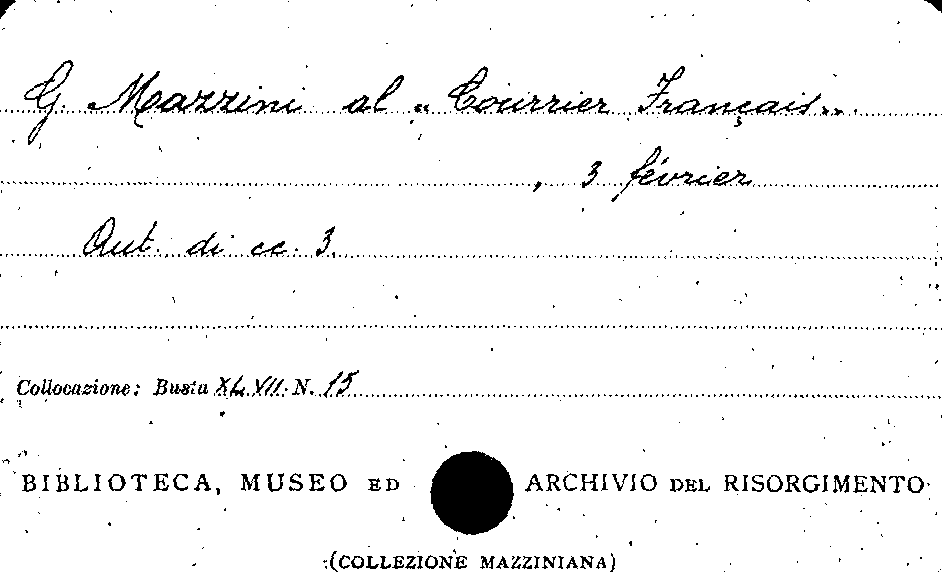 G. Mazzini al „ Courrier Français „.
, 3 février
Aut. di cc. 3.
Collocazione: Busta XLVII. N. 15
BIBLIOTECA, MUSEO ED ARCHIVIO DEL RISORGIMENTO
(COLLEZIONE MAZZINIANA)